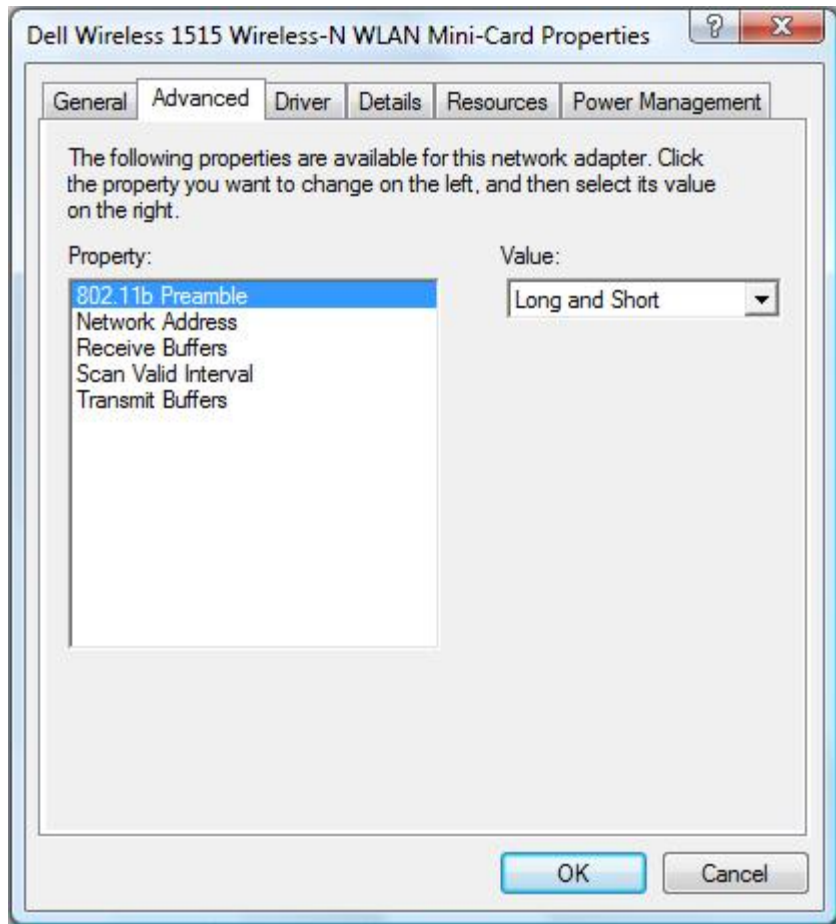 Dell Wireless 1515 Wireless-N WLAN Mini-Card Properties
General Advanced Driver Details Resources Power Management
The following properties are available for this network adapter. Click
the property you want to change on the left, and then select its value
on the right.
Property: Value:
802.11b Preamble Long and Short
Network Address
Receive Buffers
Scan Valid Interval
Transmit Buffers
OK Cancel